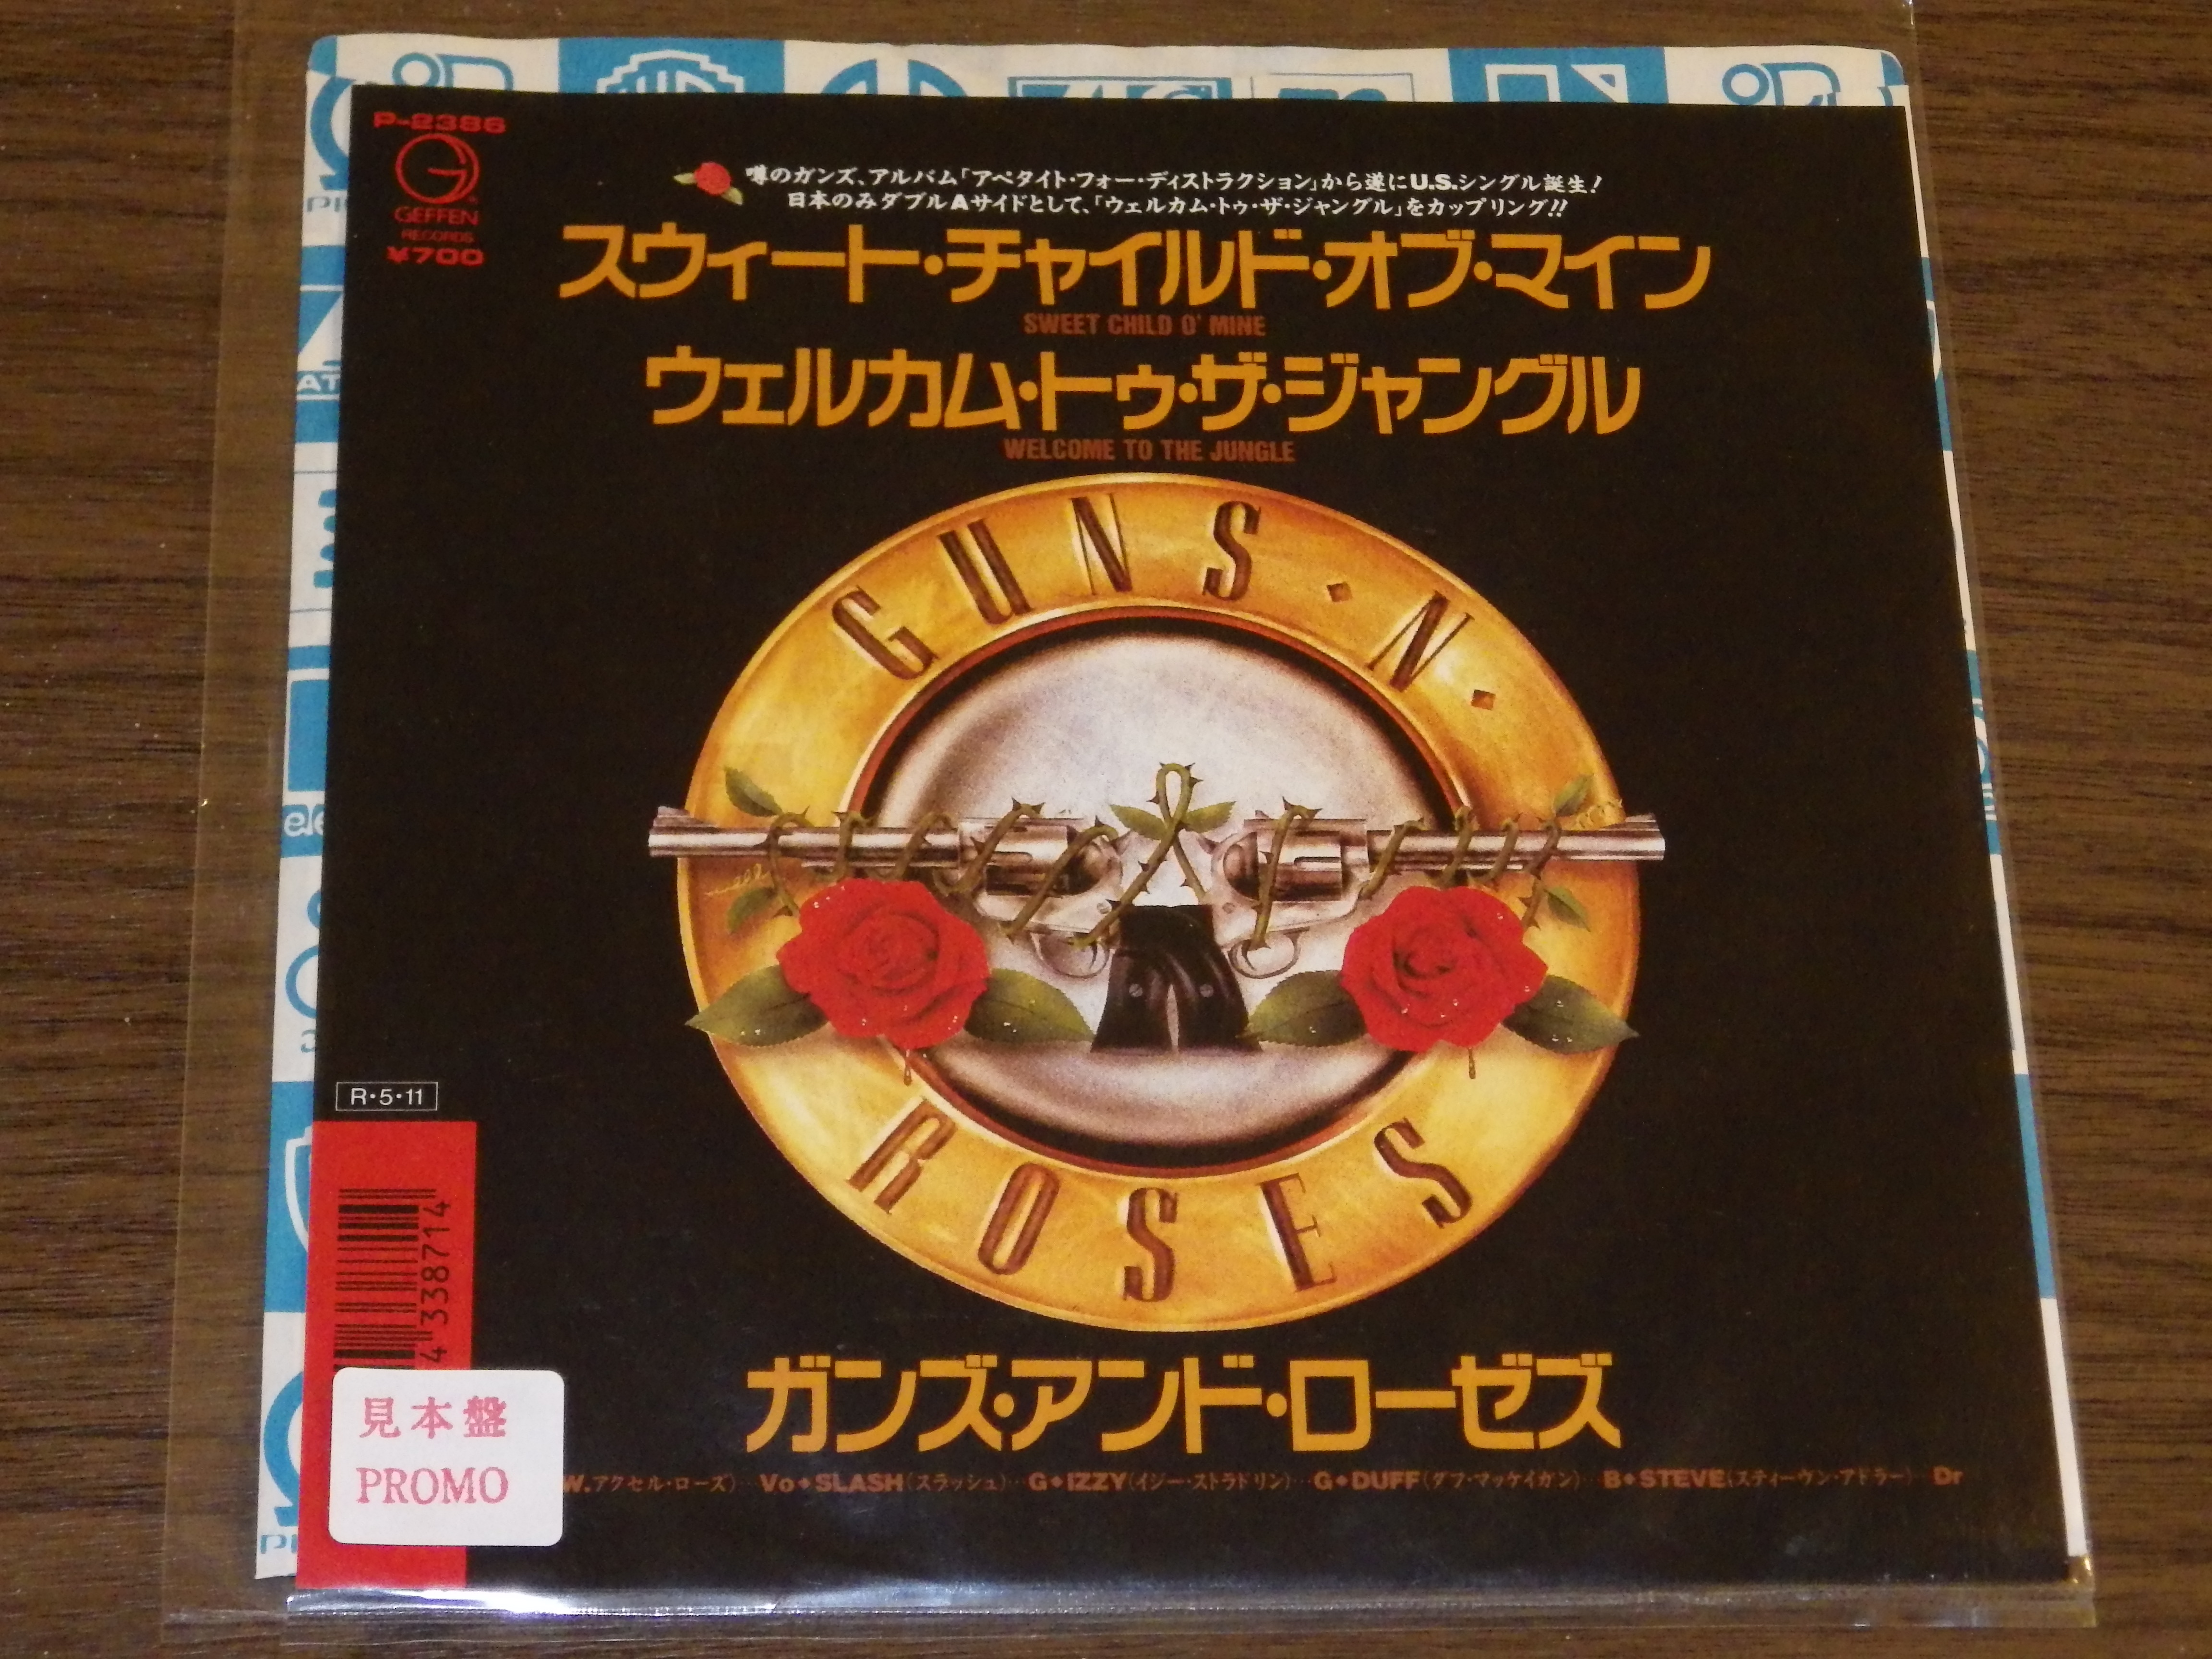 P-2386
GEFFEN
RECORDS
¥700
噂のガンズ、アルバム「アペタイト・フォー・ディストラクション」から遂にU.S.シングル誕生!
日本のみダブルAサイドとして、「ウェルカム・トゥ・ザ・ジャングル」をカップリング!!
スウィート・チャイルド・オブ・マイン
SWEET CHILD O' MINE
ウェルカム・トゥ・ザ・ジャングル
WELCOME TO THE JUNGLE
GUNS・N・
ROSES
R・5・11
4 338714
見本盤
PROMO
ガンズ・アンド・ローゼズ
W.アクセル・ローズ)…Vo◆SLASH(スラッシュ)…G◆IZZY(イジー・ストラドリン)…G◆DUFF(ダフ・マッケイガン)…B◆STEVE(スティーヴン・アドラー)…Dr